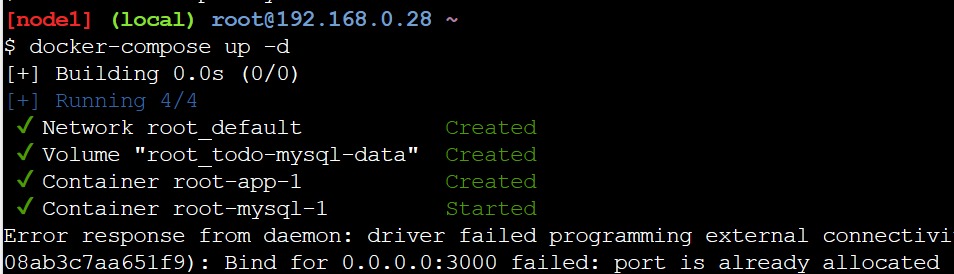 [node1] (local) root@192.168.0.28 ~
$ docker-compose up -d
[+] Building 0.0s (0/0)
[+] Running 4/4
✔ Network root_default Created
✔ Volume "root_todo-mysql-data" Created
✔ Container root-app-1 Created
✔ Container root-mysql-1 Started
Error response from daemon: driver failed programming external connectivi
08ab3c7aa651f9): Bind for 0.0.0.0:3000 failed: port is already allocated